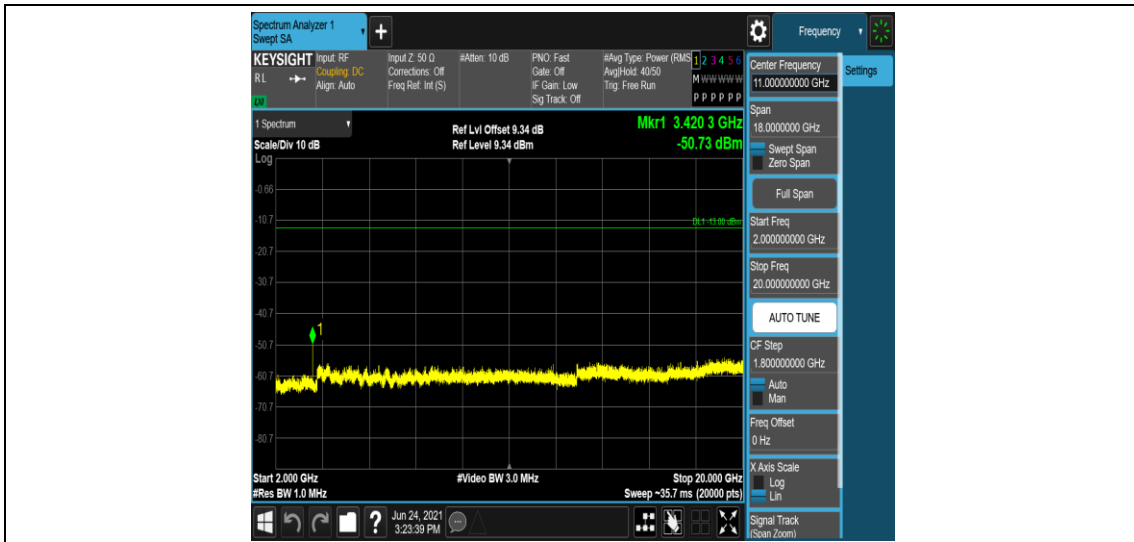 Spectrum Analyzer 1
Swept SA
+
Frequency
KEYSIGHT
RL
LXI
Input: RF
Coupling: DC
Align: Auto
Input Z: 50 Ω
Corrections: Off
Freq Ref: Int (S)
#Atten: 10 dB
PNO: Fast
Gate: Off
IF Gain: Low
Sig Track: Off
#Avg Type: Power (RMS
Avg|Hold: 40/50
Trig: Free Run
1 2 3 4 5 6
M W W W W W
P P P P P P
Center Frequency
11.000000000 GHz
Settings
1 Spectrum
Scale/Div 10 dB
Ref Lvl Offset 9.34 dB
Ref Level 9.34 dBm
Mkr1 3.420 3 GHz
-50.73 dBm
Log
-0.66
-10.7
-20.7
-30.7
-40.7
-50.7
-60.7
-70.7
-80.7
DL1 -13.00 dBm
1
Start 2.000 GHz
#Res BW 1.0 MHz
#Video BW 3.0 MHz
Stop 20.000 GHz
Sweep ~35.7 ms (20000 pts)
Span
18.0000000 GHz
Swept Span
Zero Span
Full Span
Start Freq
2.000000000 GHz
Stop Freq
20.000000000 GHz
AUTO TUNE
CF Step
1.800000000 GHz
Auto
Man
Freq Offset
0 Hz
X Axis Scale
Log
Lin
Signal Track
(Span Zoom)
?
Jun 24, 2021
3:23:39 PM